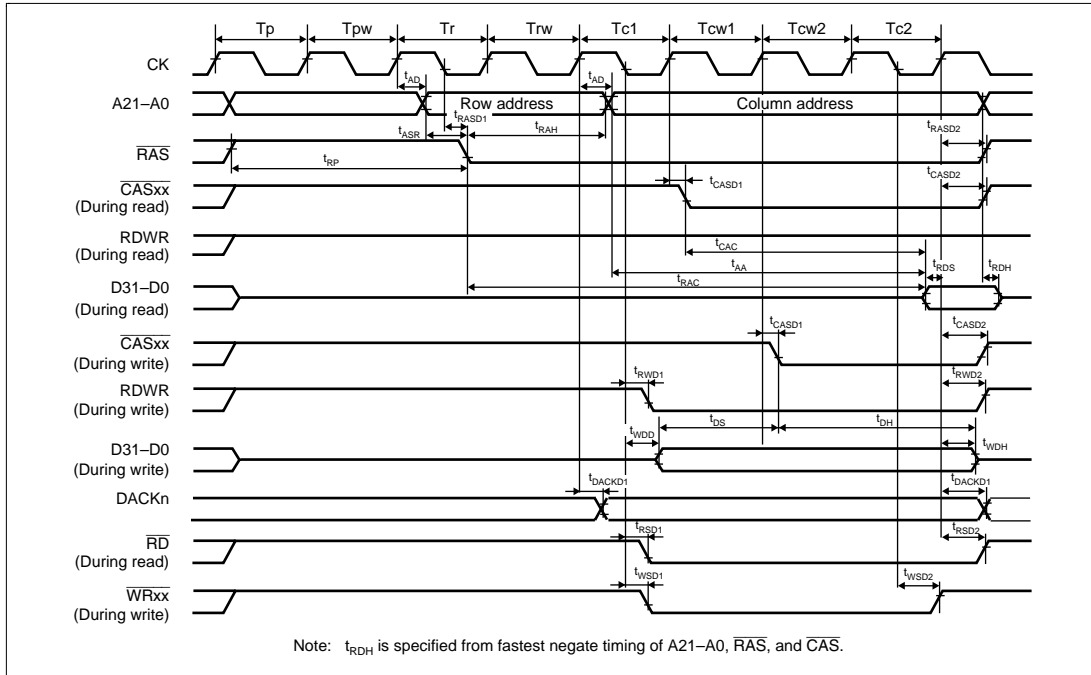 Tp Tpw Tr Trw Tc1 Tcw1 Tcw2 Tc2
CK
tAD tAD
A21–A0 Row address Column address
tRASD1
tASR tRAH tRASD2
RAS
tRP
tCASD1 tCASD2
CASxx
(During read)
RDWR
(During read)
tCAC
tAA
tRDS tRDH
tRAC
D31–D0
(During read)
tCASD1 tCASD2
CASxx
(During write)
tRWD1 tRWD2
RDWR
(During write)
tDS tDH
tWDD tWDH
D31–D0
(During write)
tDACKD1 tDACKD1
DACKn
tRSD1 tRSD2
RD
(During read)
tWSD1 tWSD2
WRxx
(During write)
Note: tRDH is specified from fastest negate timing of A21–A0, RAS, and CAS.